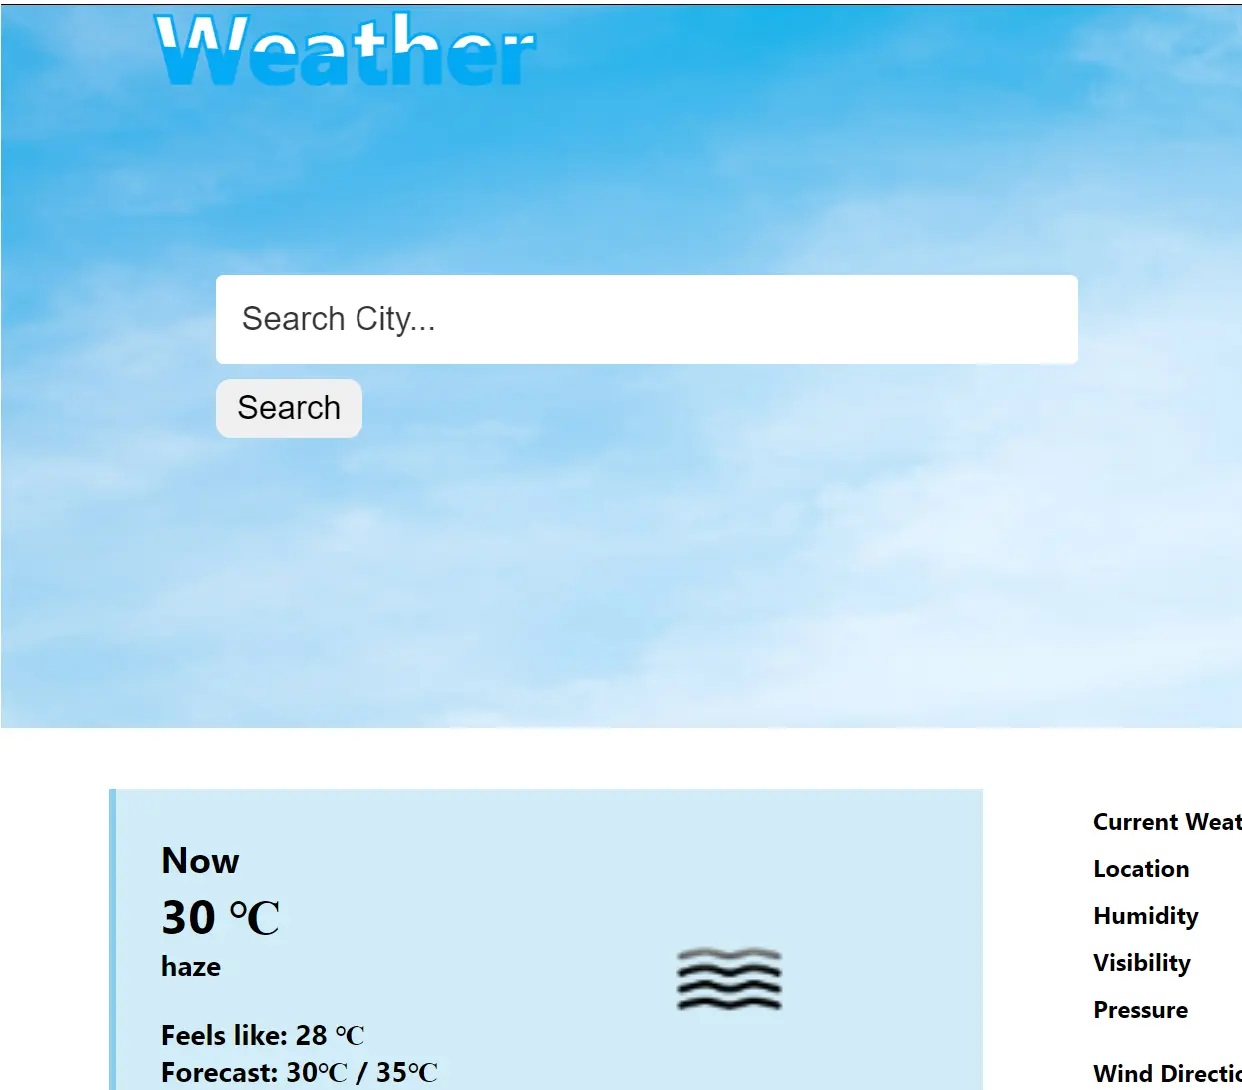 Weather
Search City...
Search
Now
30 ℃
haze
Feels like: 28 ℃
Forecast: 30℃ / 35℃
Current Weat
Location
Humidity
Visibility
Pressure
Wind Directio